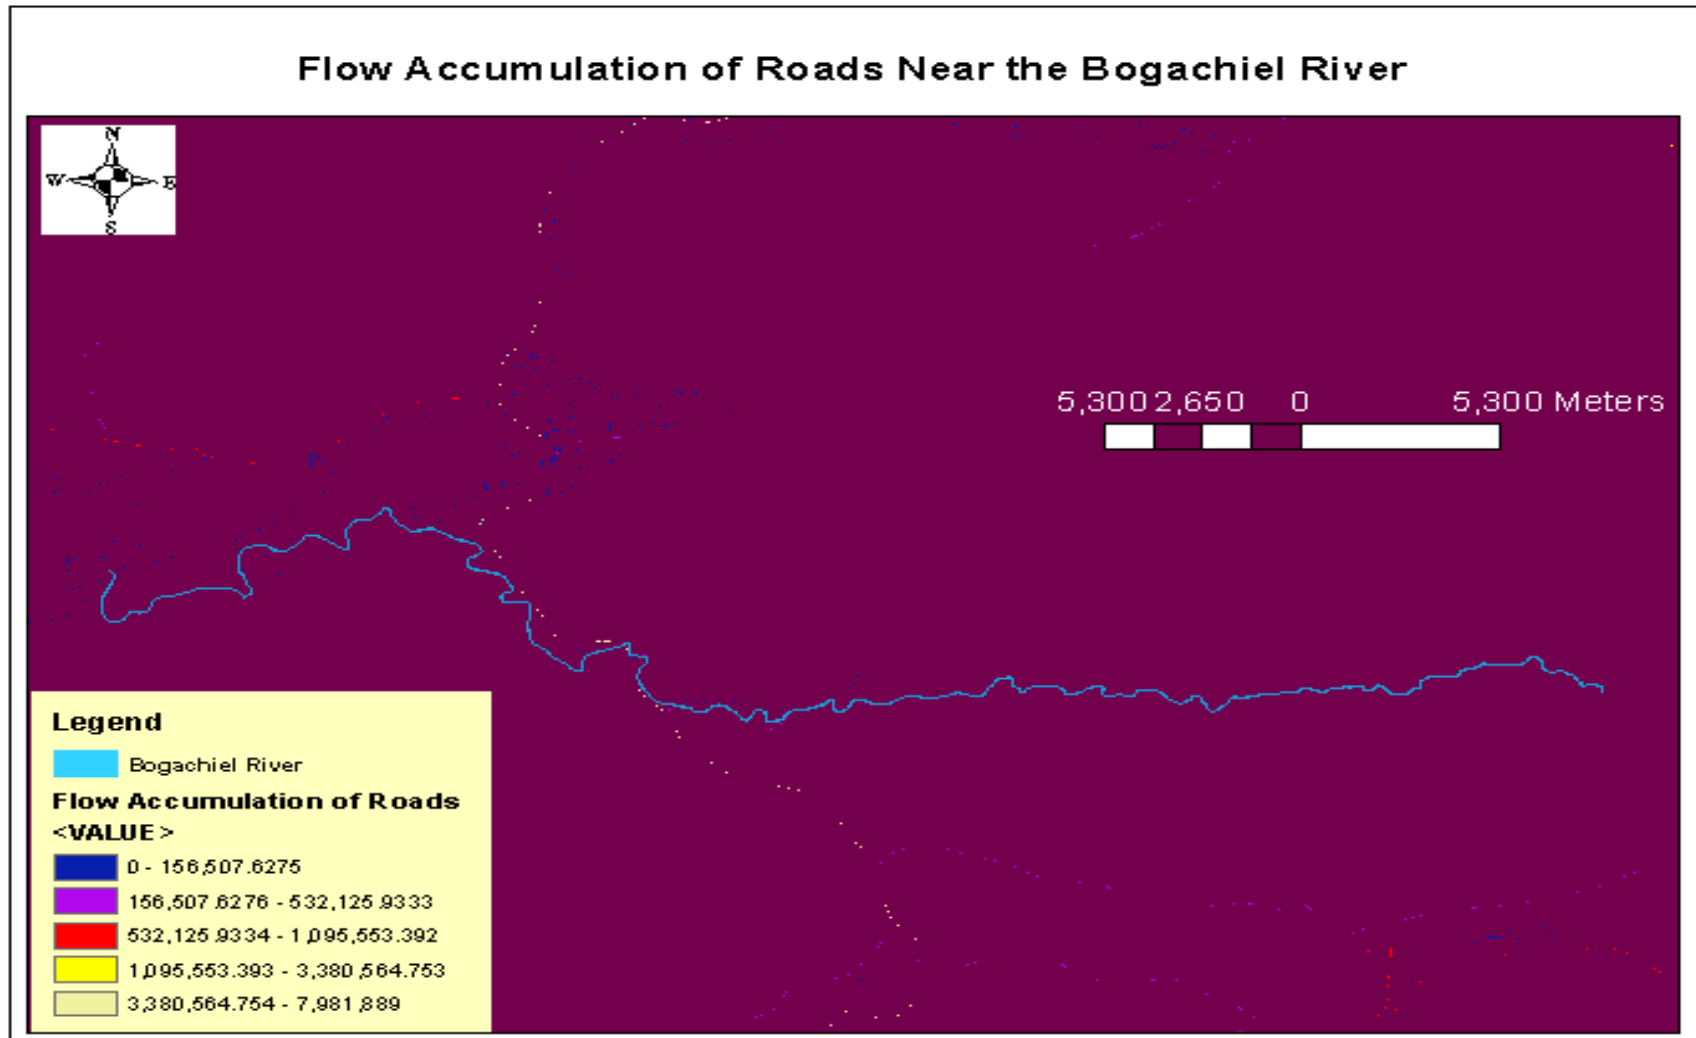 Flow Accumulation of Roads Near the Bogachiel River
N
W E
S
5,300 2,650 0 5,300 Meters
Legend
Bogachiel River
Flow Accumulation of Roads
<VALUE>
0 - 156,507.6275
156,507.6276 - 532,125.9333
532,125.9334 - 1,095,553.392
1,095,553.393 - 3,380,564.753
3,380,564.754 - 7,981,889